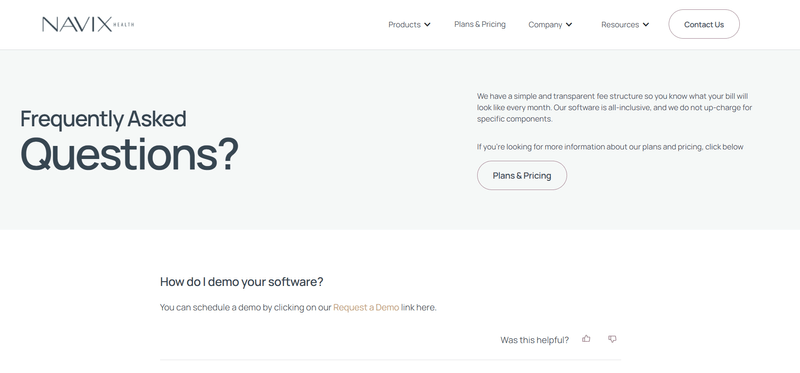 NAVIX HEALTH
Products
Plans & Pricing
Company
Resources
Contact Us
Frequently Asked
Questions?
We have a simple and transparent fee structure so you know what your bill will
look like every month. Our software is all-inclusive, and we do not up-charge for
specific components.
If you're looking for more information about our plans and pricing, click below
Plans & Pricing
How do I demo your software?
You can schedule a demo by clicking on our Request a Demo link here.
Was this helpful?